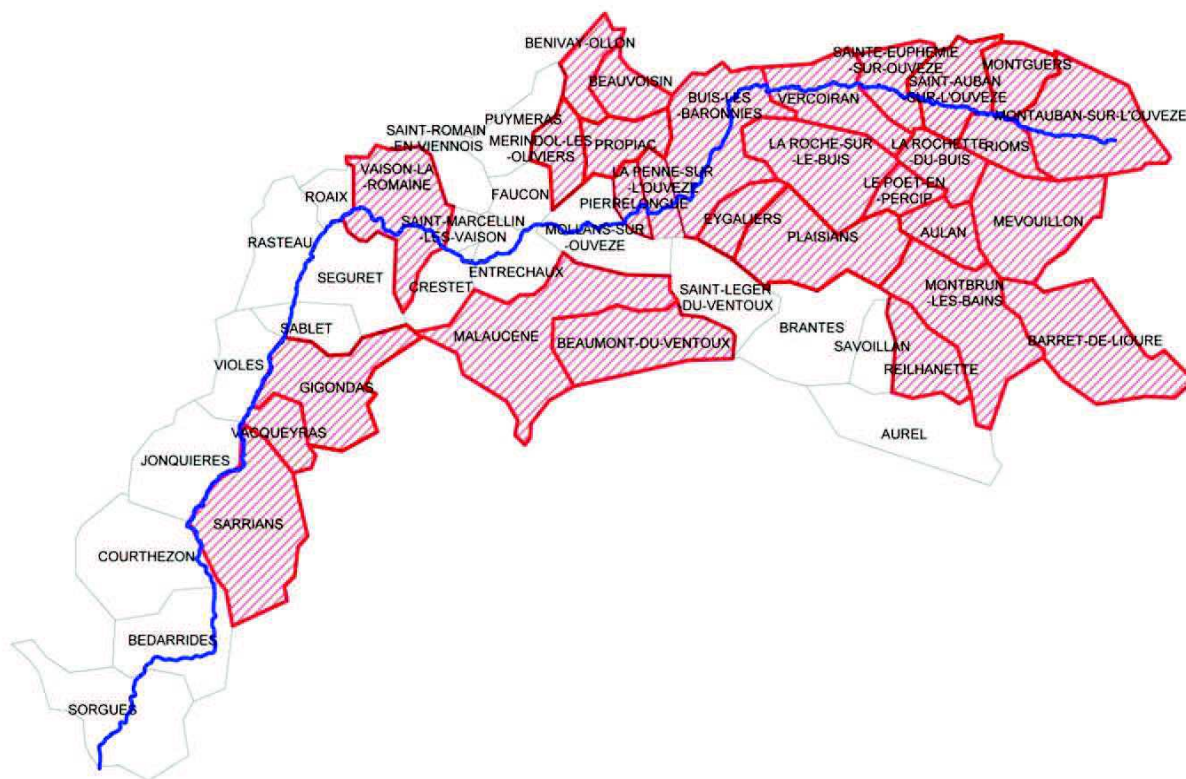 BENIVAY-OLLON
BEAUVOISIN
SAINTE-EUPHEMIE
-SUR-OUVEZE
MONTGUERS
SAINT-AUBAN
SUR-L'OUVEZE
BUIS-LES
BARONNIES
VERCOIRAN
MONTAUBAN-SUR-L'OUVEZE
PUYMERAS
SAINT-ROMAIN
EN-VIENNOIS
MERINDOL-LES
-OLIVIERS
PROPIAC
LA ROCHE-SUR
-LE-BUIS
LA ROCHETTE
-DU-BUIS
RIOMS
VAISON-LA
-ROMAINE
LA PENNE-SUR
-L'OUVEZE
LE POET-EN
-PERCIP
ROAIX
FAUCON
PIERRELONGUE
EYGALIERS
MEVOUILLON
SAINT-MARCELLIN
-LES-VAISON
MOLLANS-SUR
-OUVEZE
PLAISIANS
AULAN
RASTEAU
SEGURET
CRESTET
ENTRECHAUX
SAINT-LEGER
-DU-VENTOUX
MONTBRUN
-LES-BAINS
SABLET
MALAUCENE
BEAUMONT-DU-VENTOUX
BRANTES
SAVOILLAN
BARRET-DE-LIOURE
VIOLES
GIGONDAS
REILHANETTE
VACQUEYRAS
AUREL
JONQUIERES
SARRIANS
COURTHEZON
BEDARRIDES
SORGUES